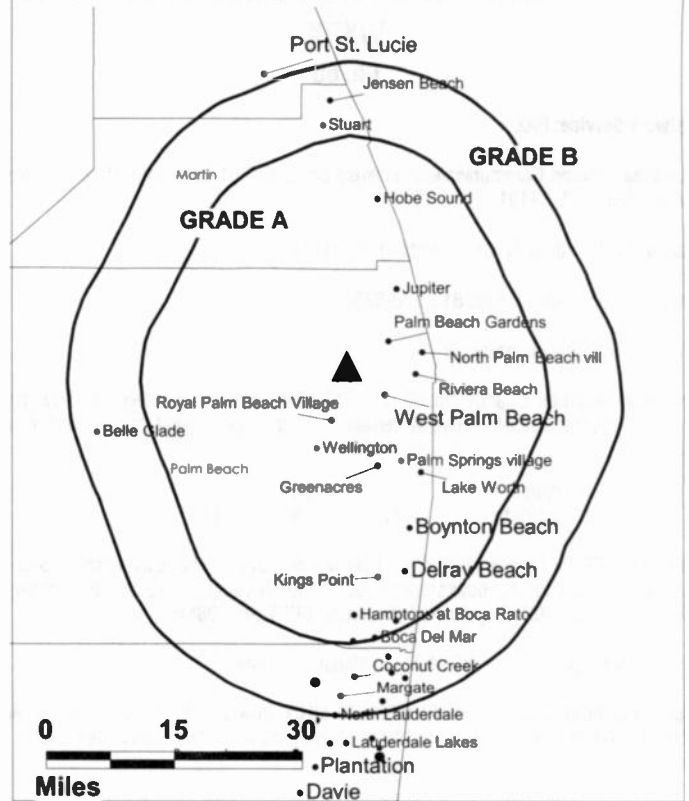 Port St. Lucie
Jensen Beach
Stuart
GRADE B
Martin
Hobe Sound
GRADE A
Jupiter
Palm Beach Gardens
North Palm Beach vill
Riviera Beach
Royal Palm Beach Village
West Palm Beach
Belle Glade
Wellington
Palm Springs village
Palm Beach
Greenacres
Lake Worth
Boynton Beach
Delray Beach
Kings Point
Hamptons at Boca Rato
Boca Del Mar
Coconut Creek
Margate
North Lauderdale
0 15 30
Lauderdale Lakes
Plantation
Miles
Davie